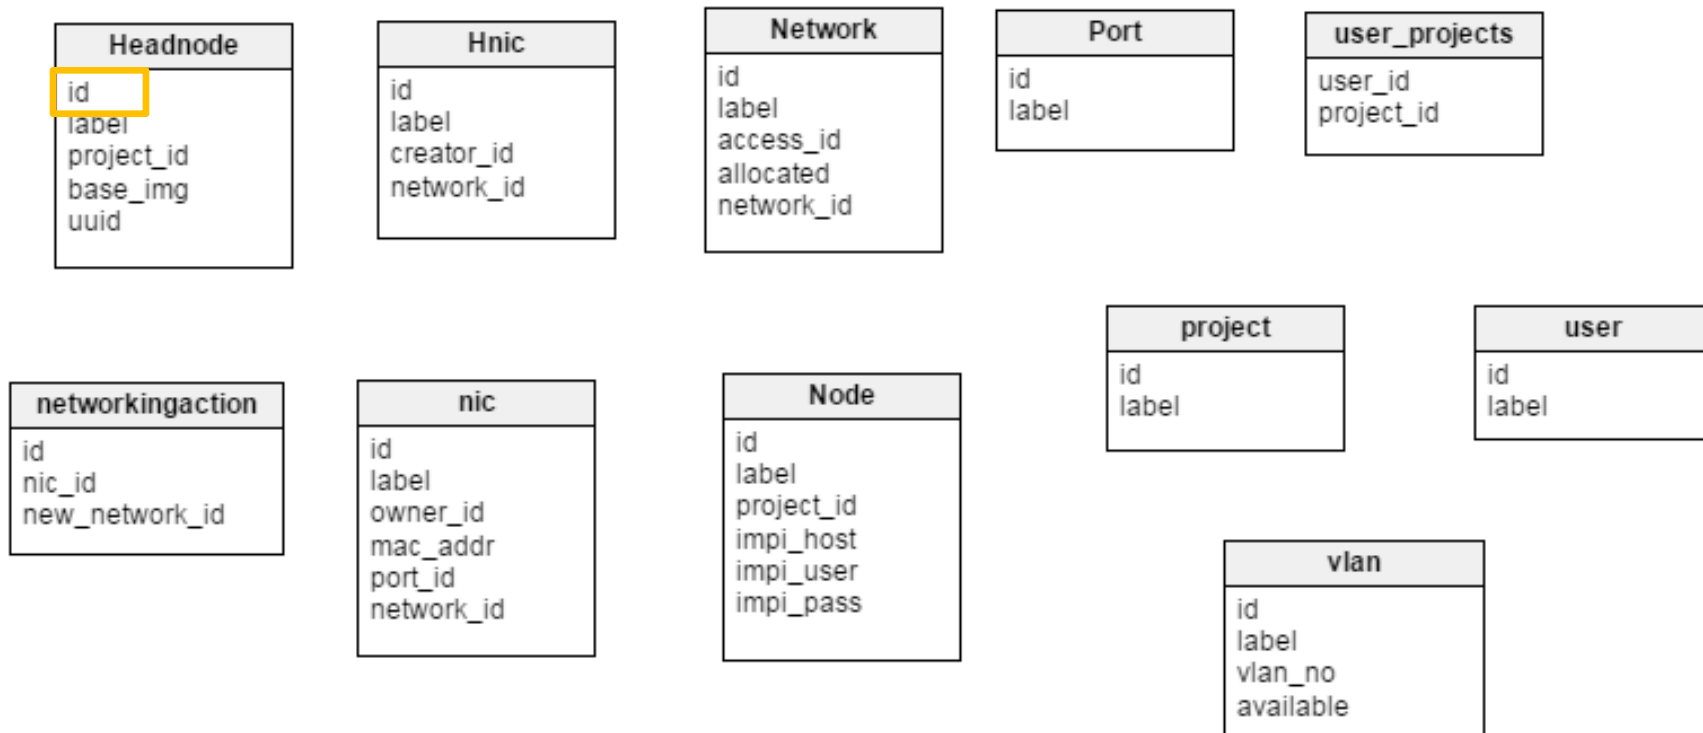 Headnode
id
label
project_id
base_img
uuid
Hnic
id
label
creator_id
network_id
Network
id
label
access_id
allocated
network_id
Port
id
label
user_projects
user_id
project_id
networkingaction
id
nic_id
new_network_id
nic
id
label
owner_id
mac_addr
port_id
network_id
Node
id
label
project_id
impi_host
impi_user
impi_pass
project
id
label
user
id
label
vlan
id
label
vlan_no
available